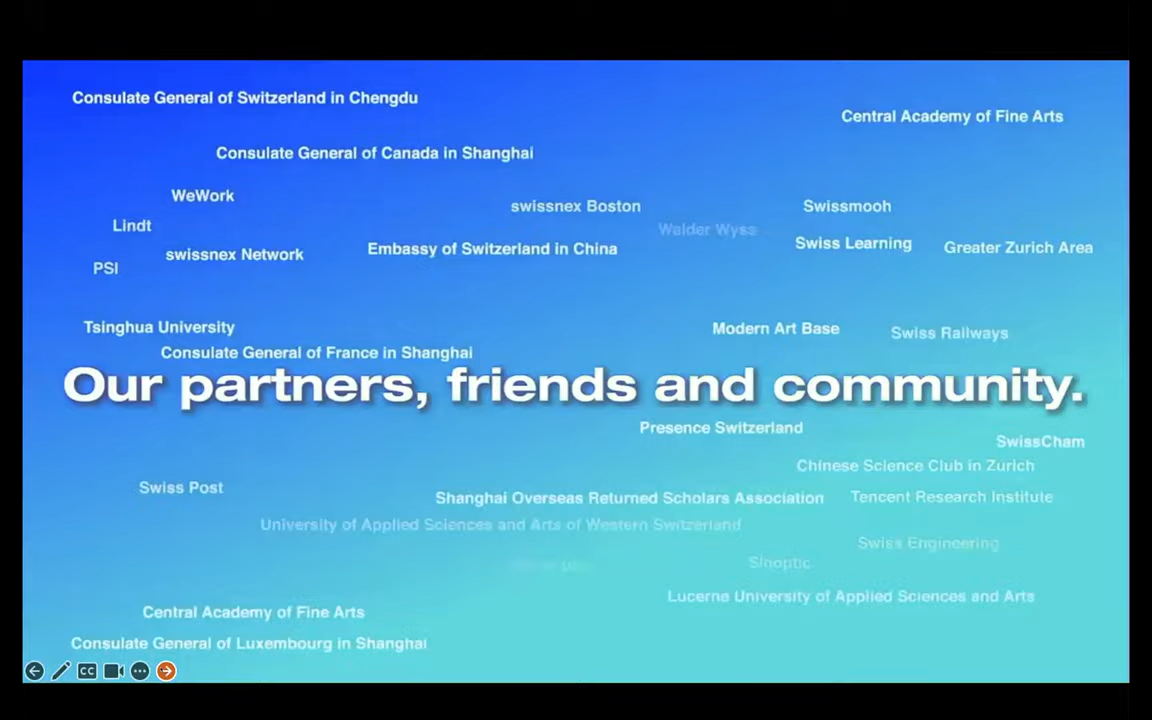 Consulate General of Switzerland in Chengdu
Central Academy of Fine Arts
Consulate General of Canada in Shanghai
WeWork
swissnex Boston
Swissmooh
Lindt
Walder Wyss
Swiss Learning
Greater Zurich Area
swissnex Network
Embassy of Switzerland in China
PSI
Tsinghua University
Modern Art Base
Swiss Railways
Consulate General of France in Shanghai
Our partners, friends and community.
Presence Switzerland
SwissCham
Chinese Science Club in Zurich
Swiss Post
Shanghai Overseas Returned Scholars Association
Tencent Research Institute
University of Applied Sciences and Arts of Western Switzerland
Swiss Engineering
Sinoptic
Lucerne University of Applied Sciences and Arts
Central Academy of Fine Arts
Consulate General of Luxembourg in Shanghai
CC